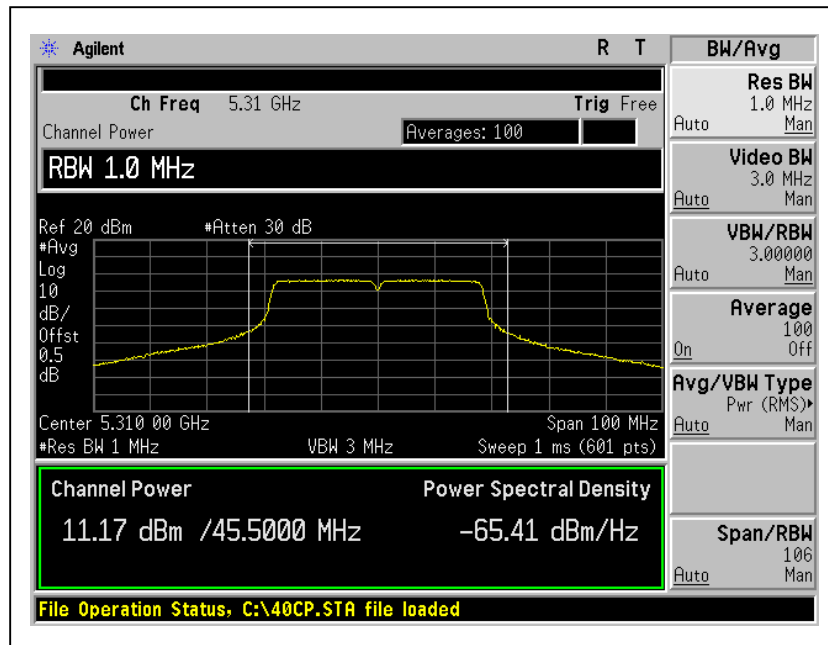 Agilent R T
BW/Avg
Ch Freq 5.31 GHz Trig Free
Channel Power Averages: 100
RBW 1.0 MHz
Ref 20 dBm #Atten 30 dB
#Avg
Log
10
dB/
Offst
0.5
dB
Center 5.310 00 GHz Span 100 MHz
#Res BW 1 MHz VBW 3 MHz Sweep 1 ms (601 pts)
Channel Power Power Spectral Density
11.17 dBm /45.5000 MHz -65.41 dBm/Hz
File Operation Status, C:\40CP.STA file loaded
Res BW
1.0 MHz
Auto Man
Video BW
3.0 MHz
Auto Man
VBW/RBW
3.00000
Auto Man
Average
100
On Off
Avg/VBW Type
Pwr (RMS)▸
Auto Man
Span/RBW
106
Auto Man